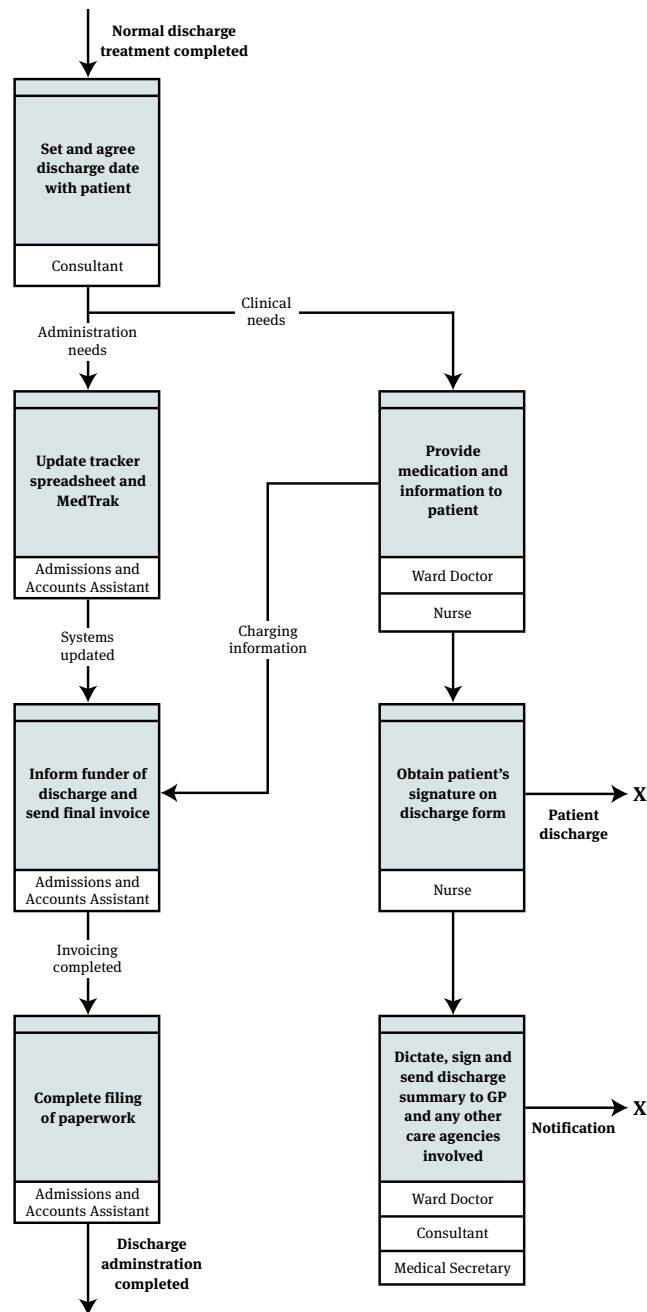 Normal discharge
treatment completed
Set and agree
discharge date
with patient
Consultant
Clinical
needs
Administration
needs
Update tracker
spreadsheet and
MedTrak
Admissions and
Accounts Assistant
Provide
medication and
information to
patient
Ward Doctor
Nurse
Systems
updated
Charging
information
Inform funder of
discharge and
send final invoice
Admissions and
Accounts Assistant
Obtain patient's
signature on
discharge form
Nurse
X
Patient
discharge
Invoicing
completed
Complete filing
of paperwork
Admissions and
Accounts Assistant
Dictate, sign and
send discharge
summary to GP
and any other
care agencies
involved
Ward Doctor
Consultant
Medical Secretary
X
Notification
Discharge
adminstration
completed